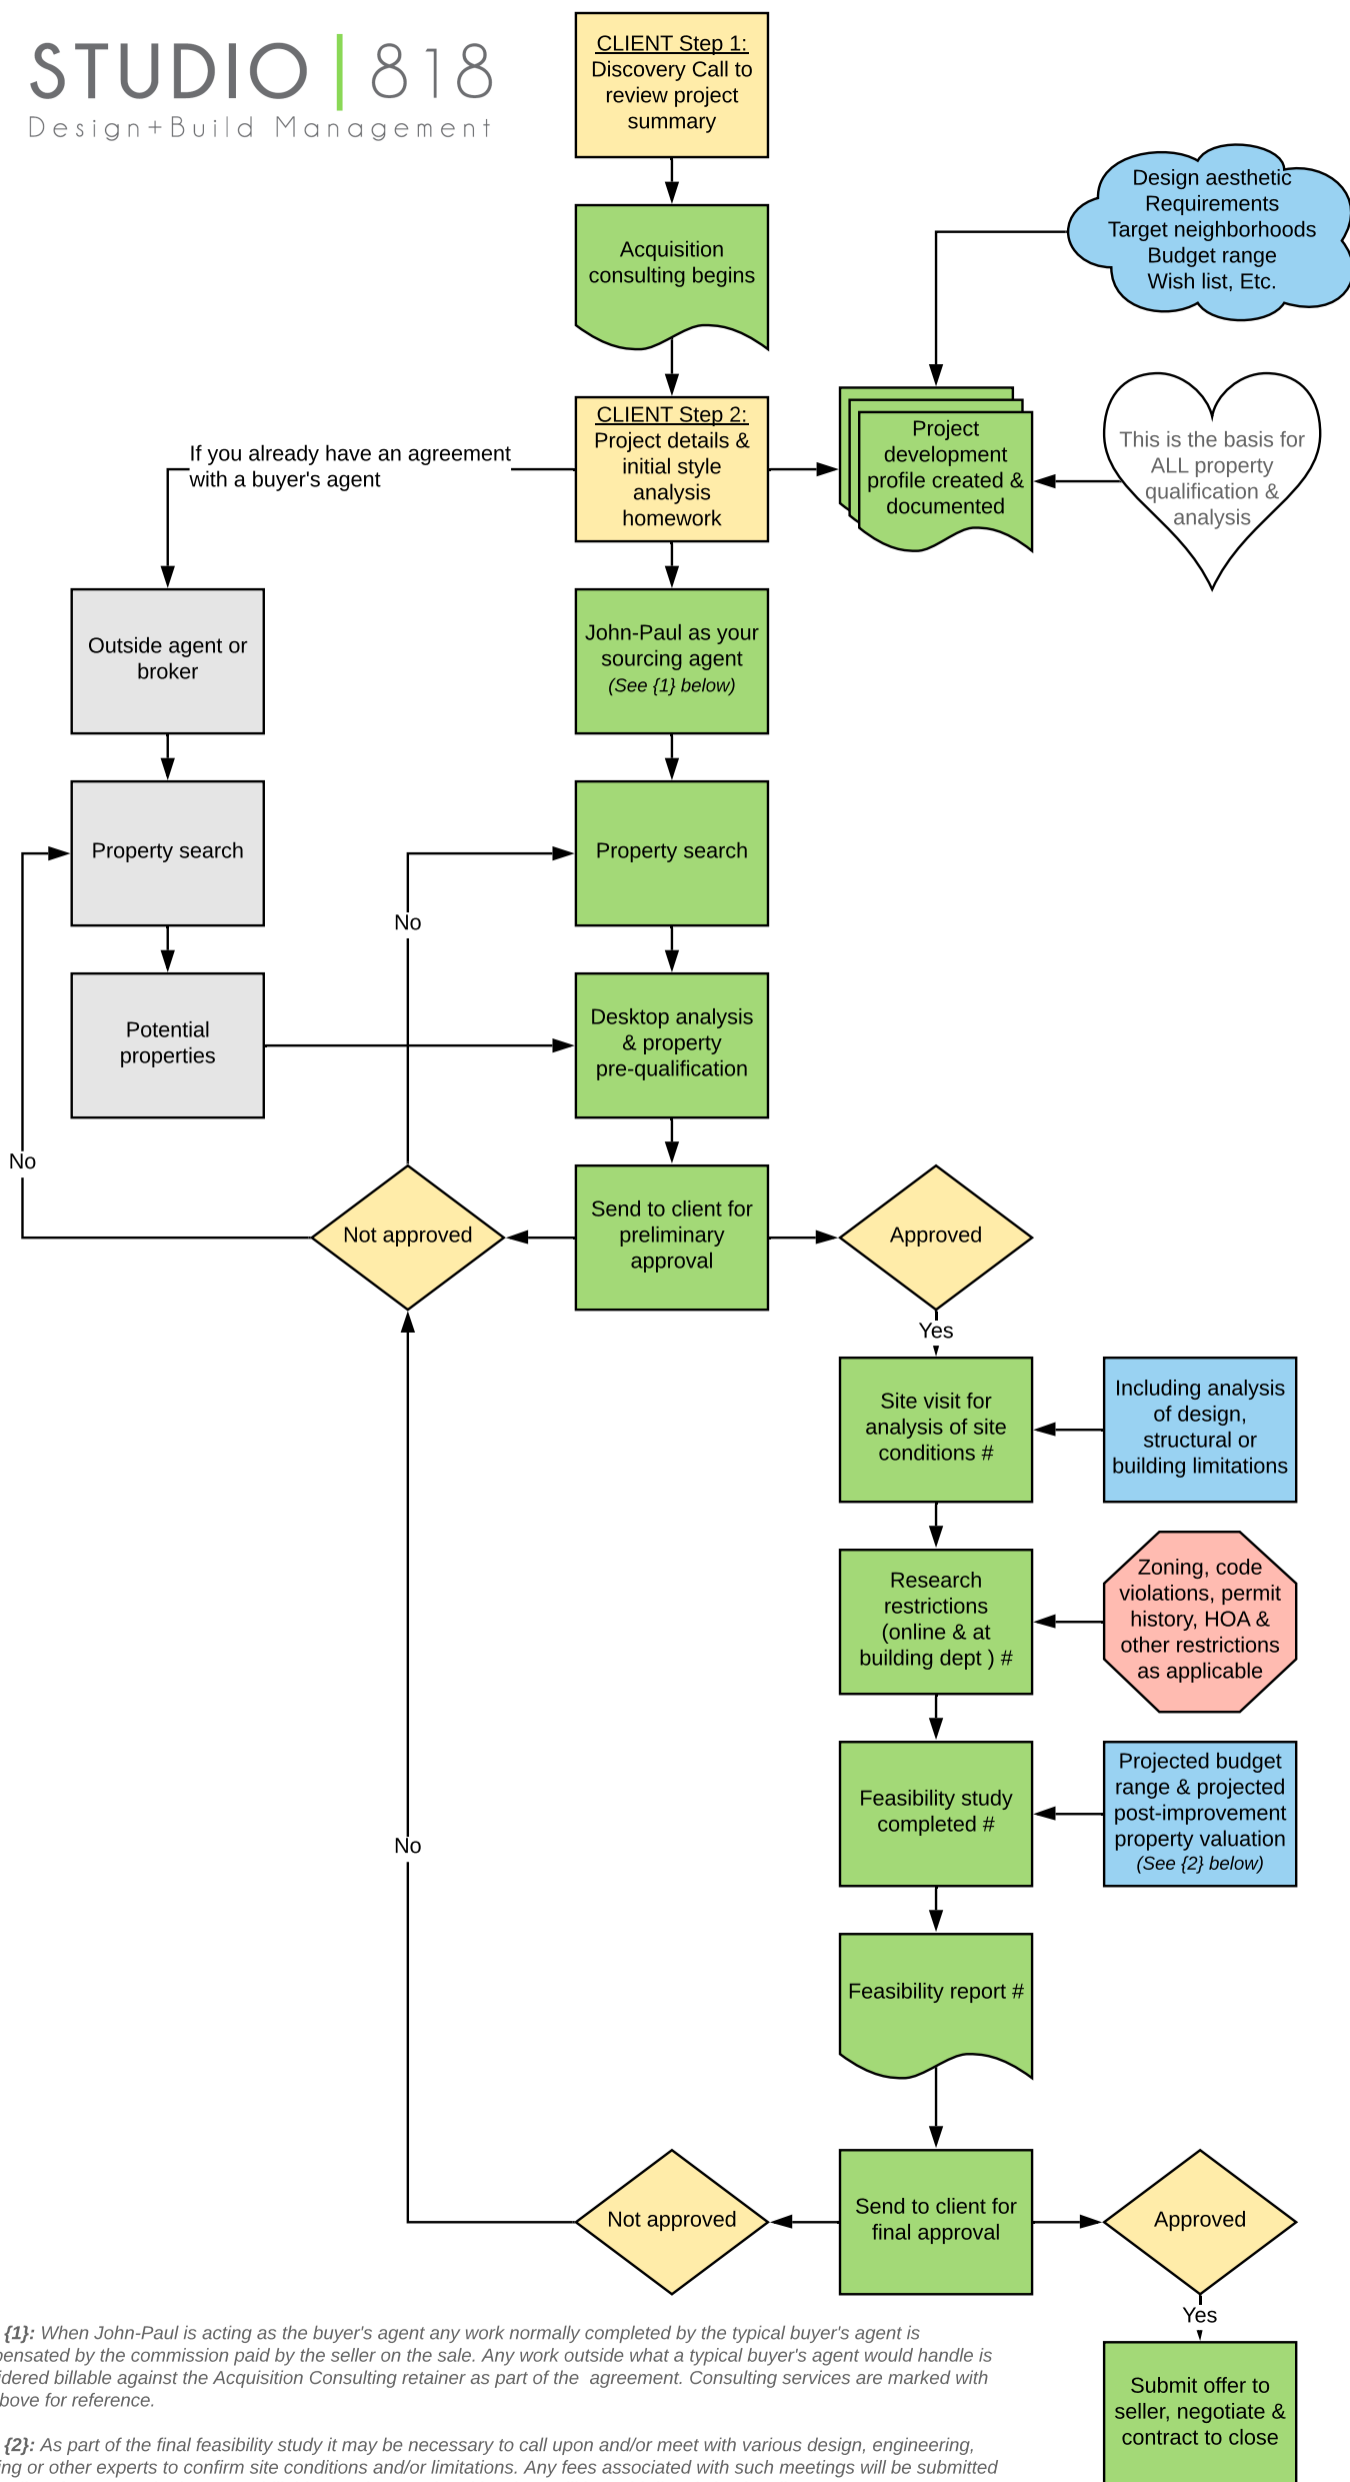 STUDIO | 818
Design+Build Management
CLIENT Step 1:
Discovery Call to
review project
summary
Acquisition
consulting begins
Design aesthetic
Requirements
Target neighborhoods
Budget range
Wish list, Etc.
CLIENT Step 2:
Project details &
initial style
analysis
homework
Project
development
profile created &
documented
This is the basis for
ALL property
qualification &
analysis
If you already have an agreement
with a buyer's agent
Outside agent or
broker
John-Paul as your
sourcing agent
(See {1} below)
Property search
Property search
No
Potential
properties
Desktop analysis
& property
pre-qualification
No
Not approved
Send to client for
preliminary
approval
Approved
Yes
Site visit for
analysis of site
conditions #
Including analysis
of design,
structural or
building limitations
Research
restrictions
(online & at
building dept ) #
Zoning, code
violations, permit
history, HOA &
other restrictions
as applicable
Feasibility study
completed #
Projected budget
range & projected
post-improvement
property valuation
(See {2} below)
No
Feasibility report #
Not approved
Send to client for
final approval
Approved
Yes
Submit offer to
seller, negotiate &
contract to close
{1}: When John-Paul is acting as the buyer's agent any work normally completed by the typical buyer's agent is
by the commission paid by the seller on the sale. Any work outside what a typical buyer's agent would handle is
billable against the Acquisition Consulting retainer as part of the agreement. Consulting services are marked with
for reference.
{2}: As part of the final feasibility study it may be necessary to call upon and/or meet with various design, engineering,
or other experts to confirm site conditions and/or limitations. Any fees associated with such meetings will be submitted